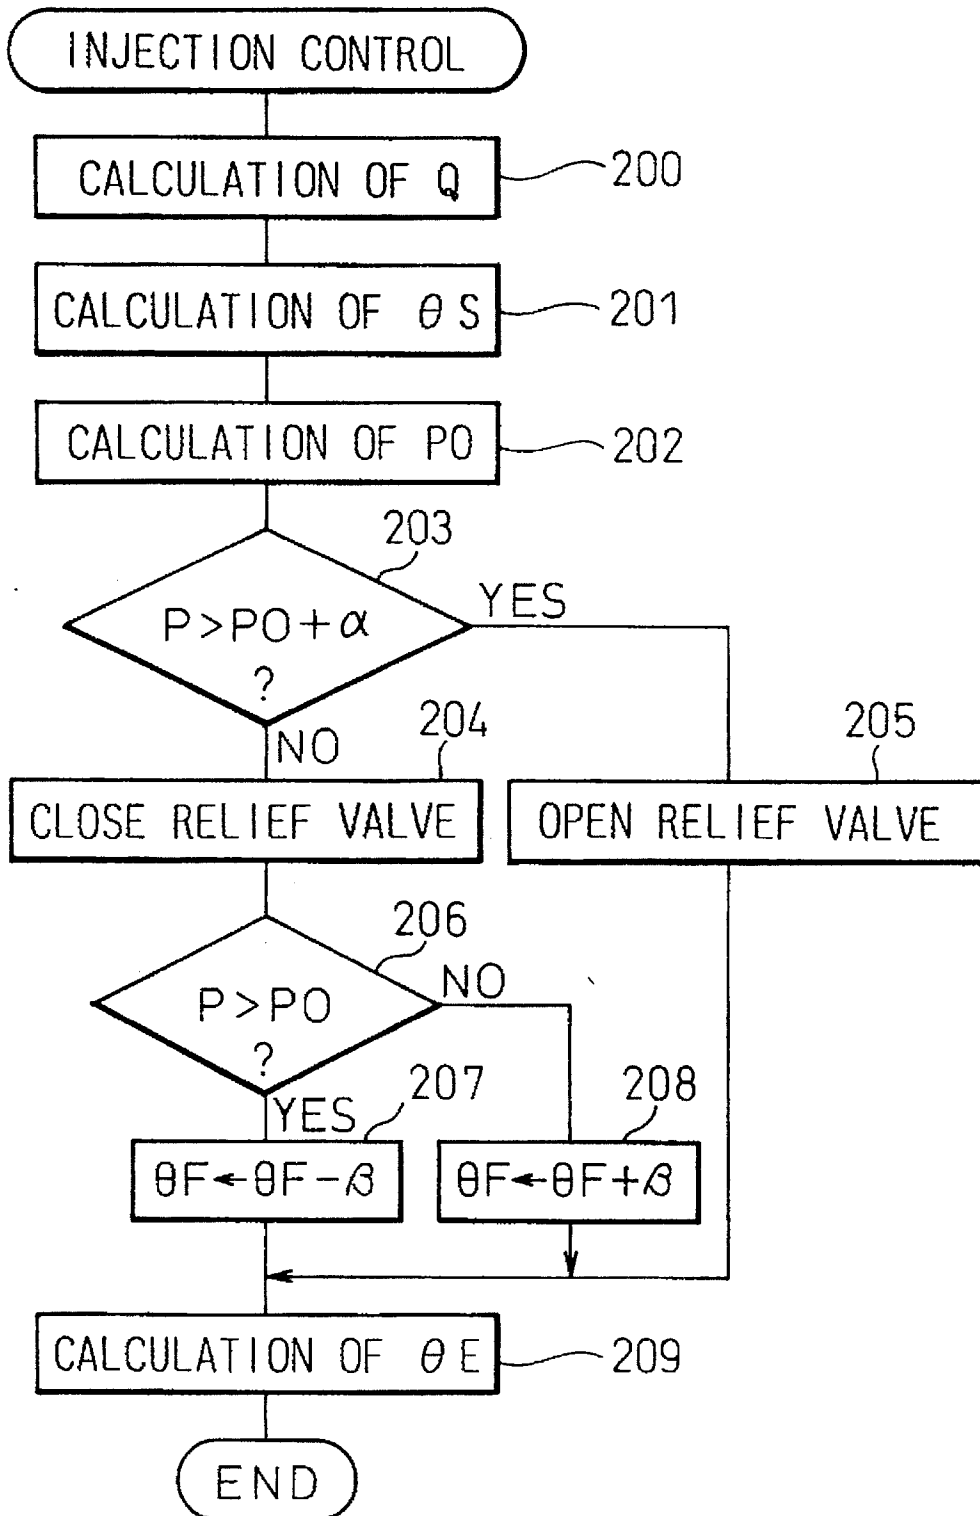 INJECTION CONTROL
CALCULATION OF Q
200
CALCULATION OF θS
201
CALCULATION OF PO
202
203
P>PO+α
?
YES
NO
204
CLOSE RELIEF VALVE
205
OPEN RELIEF VALVE
206
P>PO
?
NO
YES
207
θF←θF-β
208
θF←θF+β
CALCULATION OF θE
209
END